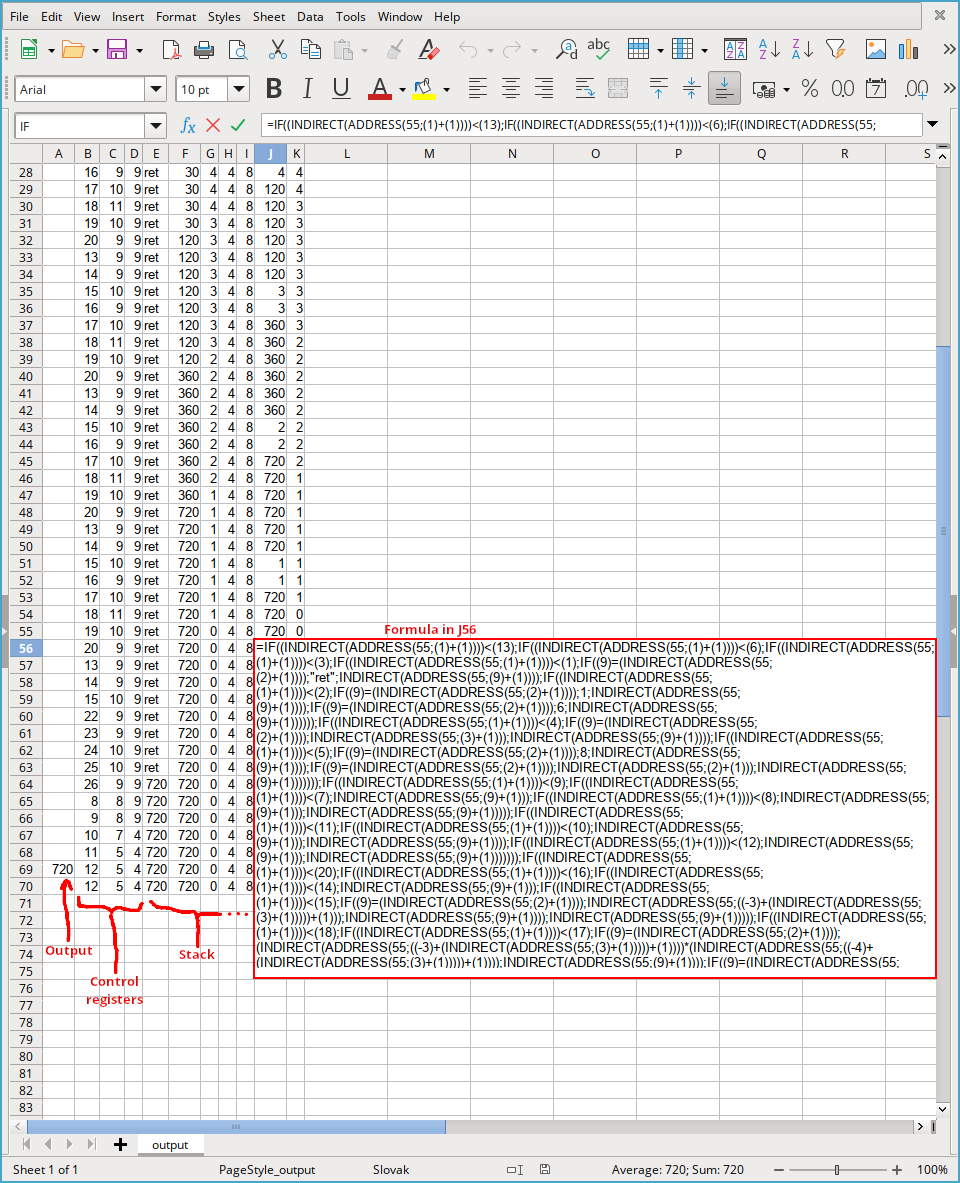 File Edit View Insert Format Styles Sheet Data Tools Window Help
Arial 10 pt B I U A % 0.0 7 .00
IF fx =IF((INDIRECT(ADDRESS(55;(1)+(1))))<(13);IF((INDIRECT(ADDRESS(55;(1)+(1))))<(6);IF((INDIRECT(ADDRESS(55;
A B C D E F G H I J K L M N O P Q R S
28 16 9 9 ret 30 4 4 8 4 4
29 17 10 9 ret 30 4 4 8 120 4
30 18 11 9 ret 30 4 4 8 120 3
31 19 10 9 ret 30 3 4 8 120 3
32 20 9 9 ret 120 3 4 8 120 3
33 13 9 9 ret 120 3 4 8 120 3
34 14 9 9 ret 120 3 4 8 120 3
35 15 10 9 ret 120 3 4 8 3 3
36 16 9 9 ret 120 3 4 8 3 3
37 17 10 9 ret 120 3 4 8 360 3
38 18 11 9 ret 120 3 4 8 360 2
39 19 10 9 ret 120 2 4 8 360 2
40 20 9 9 ret 360 2 4 8 360 2
41 13 9 9 ret 360 2 4 8 360 2
42 14 9 9 ret 360 2 4 8 360 2
43 15 10 9 ret 360 2 4 8 2 2
44 16 9 9 ret 360 2 4 8 2 2
45 17 10 9 ret 360 2 4 8 720 2
46 18 11 9 ret 360 2 4 8 720 1
47 19 10 9 ret 360 1 4 8 720 1
48 20 9 9 ret 720 1 4 8 720 1
49 13 9 9 ret 720 1 4 8 720 1
50 14 9 9 ret 720 1 4 8 720 1
51 15 10 9 ret 720 1 4 8 1 1
52 16 9 9 ret 720 1 4 8 1 1
53 17 10 9 ret 720 1 4 8 720 1
54 18 11 9 ret 720 1 4 8 720 0
55 19 10 9 ret 720 0 4 8 720 0
56 20 9 9 ret 720 0 4 8
57 13 9 9 ret 720 0 4 8
58 14 9 9 ret 720 0 4 8
59 15 10 9 ret 720 0 4 8
60 22 9 9 ret 720 0 4 8
61 23 9 9 ret 720 0 4 8
62 24 10 9 ret 720 0 4 8
63 25 10 9 ret 720 0 4 8
64 26 9 9 720 720 0 4 8
65 8 8 9 720 720 0 4 8
66 9 8 9 720 720 0 4 8
67 10 7 4 720 720 0 4 8
68 11 5 4 720 720 0 4 8
69 720 12 5 4 720 720 0 4 8
70 12 5 4 720 720 0 4 8
71
72
73
74
75
76
77
78
79
80
81
82
83
Formula in J56
=IF((INDIRECT(ADDRESS(55;(1)+(1))))<(13);IF((INDIRECT(ADDRESS(55;(1)+(1))))<(6);IF((INDIRECT(ADDRESS(55;
(1)+(1))))<(3);IF((INDIRECT(ADDRESS(55;(1)+(1))))<(1);IF((9)=(INDIRECT(ADDRESS(55;
(2)+(1))));"ret";INDIRECT(ADDRESS(55;(9)+(1))));IF((INDIRECT(ADDRESS(55;
(1)+(1))))<(2);IF((9)=(INDIRECT(ADDRESS(55;(2)+(1))));1;INDIRECT(ADDRESS(55;
(9)+(1))));IF((9)=(INDIRECT(ADDRESS(55;(2)+(1))));6;INDIRECT(ADDRESS(55;
(9)+(1))))));IF((INDIRECT(ADDRESS(55;(1)+(1))))<(4);IF((9)=(INDIRECT(ADDRESS(55;
(2)+(1))));INDIRECT(ADDRESS(55;(3)+(1)));INDIRECT(ADDRESS(55;(9)+(1))));IF((INDIRECT(ADDRESS(55;
(1)+(1))))<(5);IF((9)=(INDIRECT(ADDRESS(55;(2)+(1))));8;INDIRECT(ADDRESS(55;
(9)+(1))));IF((9)=(INDIRECT(ADDRESS(55;(2)+(1))));INDIRECT(ADDRESS(55;(2)+(1)));INDIRECT(ADDRESS(55;
(9)+(1)))))));IF((INDIRECT(ADDRESS(55;(1)+(1))))<(9);IF((INDIRECT(ADDRESS(55;
(1)+(1))))<(7);INDIRECT(ADDRESS(55;(9)+(1)));IF((INDIRECT(ADDRESS(55;(1)+(1))))<(8);INDIRECT(ADDRESS(55;
(9)+(1)));INDIRECT(ADDRESS(55;(9)+(1)))));IF((INDIRECT(ADDRESS(55;
(1)+(1))))<(11);IF((INDIRECT(ADDRESS(55;(1)+(1))))<(10);INDIRECT(ADDRESS(55;
(9)+(1)));INDIRECT(ADDRESS(55;(9)+(1))));IF((INDIRECT(ADDRESS(55;(1)+(1))))<(12);INDIRECT(ADDRESS(55;
(9)+(1)));INDIRECT(ADDRESS(55;(9)+(1)))))));IF((INDIRECT(ADDRESS(55;
(1)+(1))))<(20);IF((INDIRECT(ADDRESS(55;(1)+(1))))<(16);IF((INDIRECT(ADDRESS(55;
(1)+(1))))<(14);INDIRECT(ADDRESS(55;(9)+(1)));IF((INDIRECT(ADDRESS(55;
(1)+(1))))<(15);IF((9)=(INDIRECT(ADDRESS(55;(2)+(1))));INDIRECT(ADDRESS(55;((-3)+(INDIRECT(ADDRESS(55;
(3)+(1)))))+(1)));INDIRECT(ADDRESS(55;(9)+(1))));INDIRECT(ADDRESS(55;(9)+(1)))));IF((INDIRECT(ADDRESS(55;
(1)+(1))))<(18);IF((INDIRECT(ADDRESS(55;(1)+(1))))<(17);IF((9)=(INDIRECT(ADDRESS(55;(2)+(1))));
(INDIRECT(ADDRESS(55;((-3)+(INDIRECT(ADDRESS(55;(3)+(1)))))+(1))))*(INDIRECT(ADDRESS(55;((-4)+
(INDIRECT(ADDRESS(55;(3)+(1)))))+(1))));INDIRECT(ADDRESS(55;(9)+(1))));IF((9)=(INDIRECT(ADDRESS(55;
Output
Control
registers
Stack
output
Sheet 1 of 1 PageStyle_output Slovak Average: 720; Sum: 720 100%